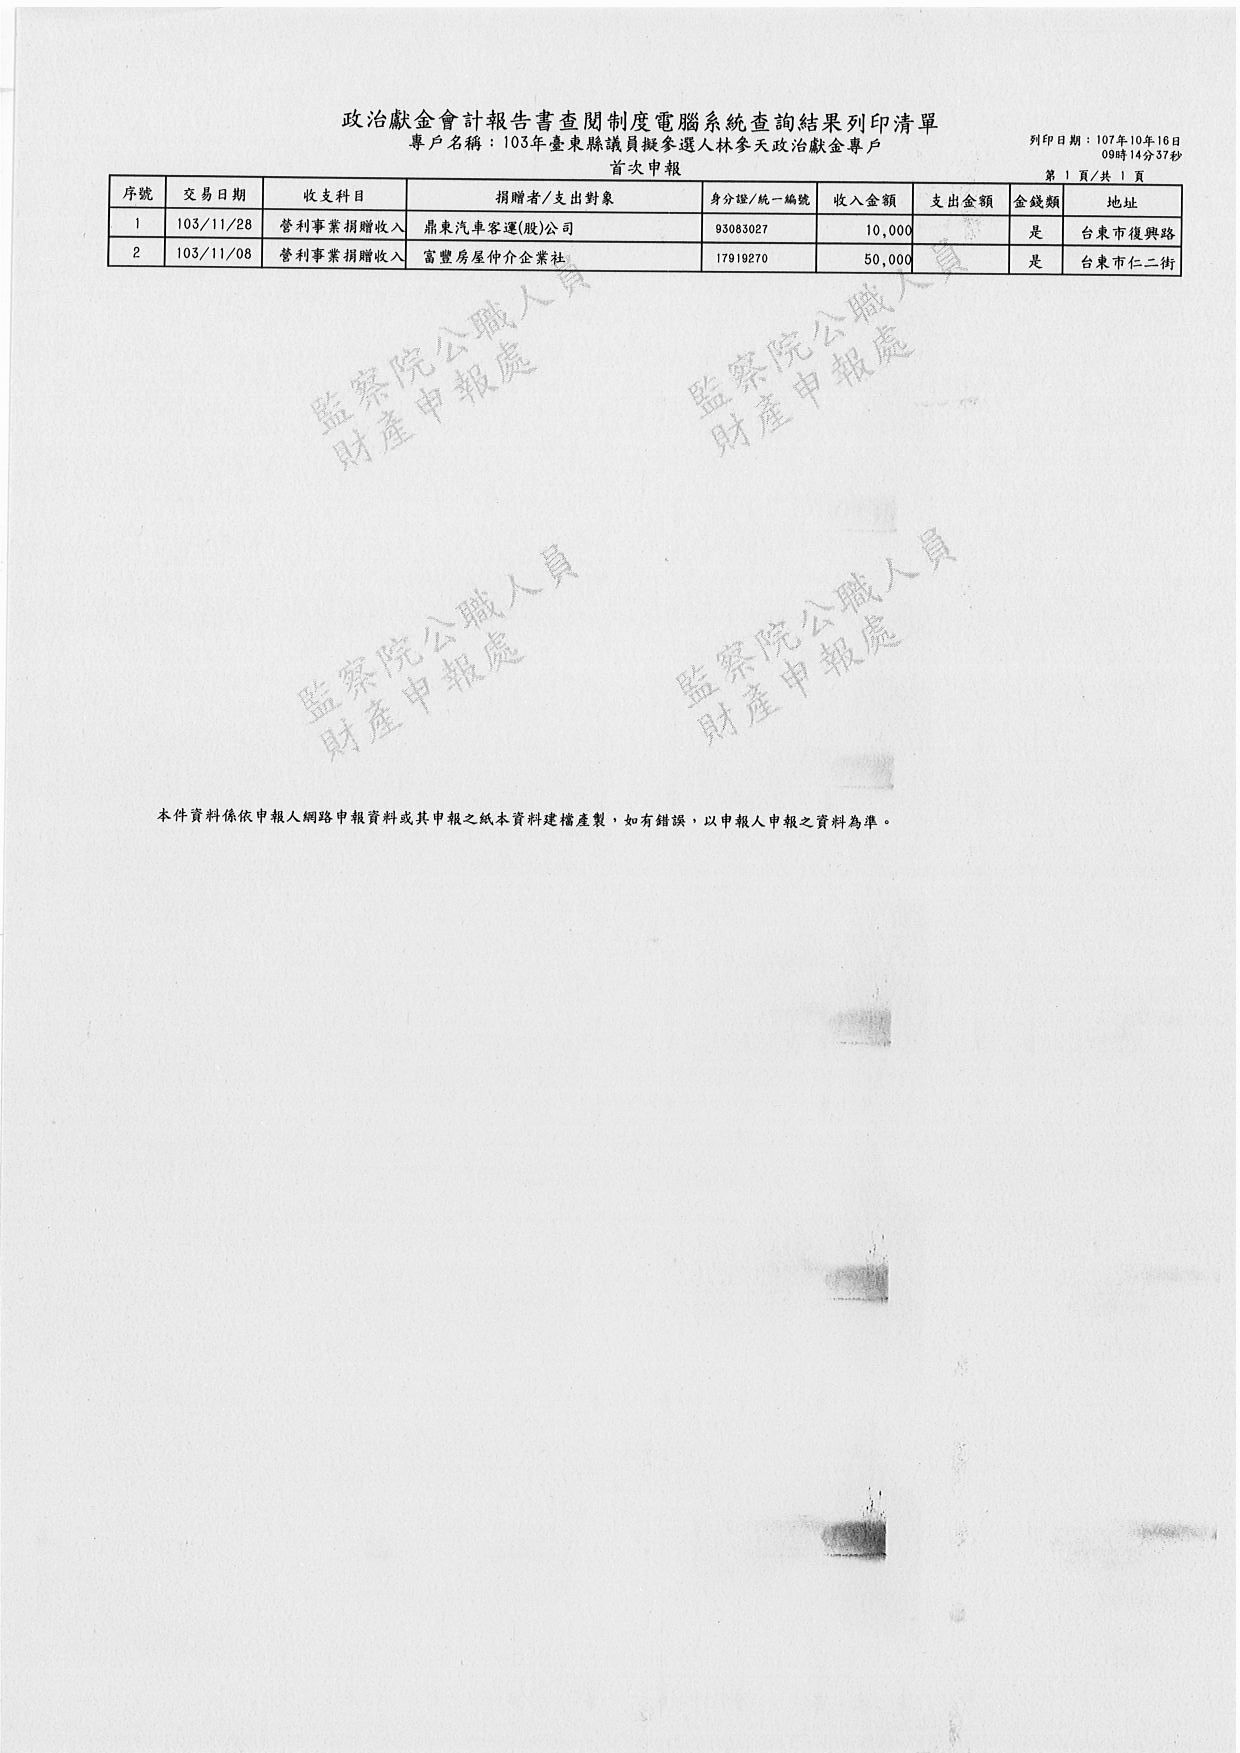 政治獻金會計報告書查閱制度電腦系統查詢結果列印清單
專戶名稱：103年臺東縣議員擬參選人林參天政治獻金專戶
首次申報
列印日期：107年10月16日
09時14分37秒
第 1 頁/共 1 頁
序號 交易日期 收支科目 捐贈者/支出對象 身分證/統一編號 收入金額 支出金額 金錢類 地址
1 103/11/28 營利事業捐贈收入 鼎東汽車客運(股)公司 93083027 10,000 是 台東市復興路
2 103/11/08 營利事業捐贈收入 富豐房屋仲介企業社 17919270 50,000 是 台東市仁二街
監察院公職人員
財產申報處
監察院公職人員
財產申報處
監察院公職人員
財產申報處
監察院公職人員
財產申報處
本件資料係依申報人網路申報資料或其申報之紙本資料建檔產製，如有錯誤，以申報人申報之資料為準。